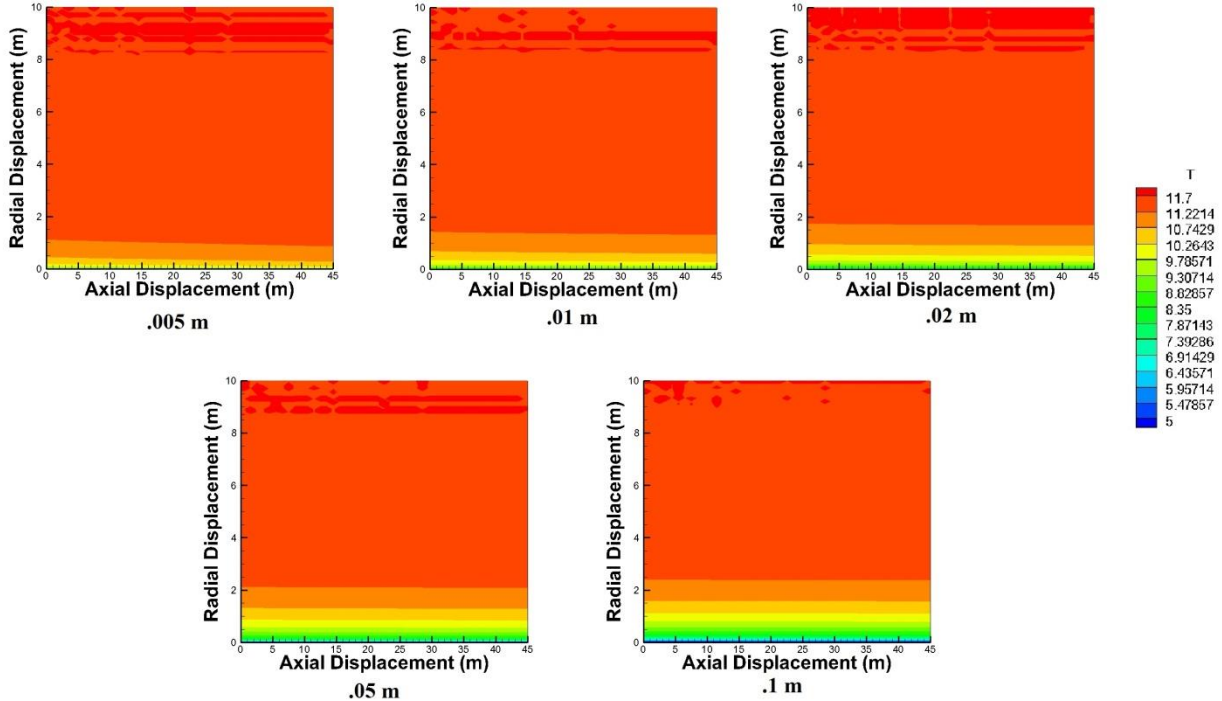 10
8
6
4
2
0
Radial Displacement (m)
0 5 10 15 20 25 30 35 40 45
Axial Displacement (m)
.005 m
10
8
6
4
2
0
Radial Displacement (m)
0 5 10 15 20 25 30 35 40 45
Axial Displacement (m)
.01 m
10
8
6
4
2
0
Radial Displacement (m)
0 5 10 15 20 25 30 35 40 45
Axial Displacement (m)
.02 m
T
11.7
11.2214
10.7429
10.2643
9.78571
9.30714
8.82857
8.35
7.87143
7.39286
6.91429
6.43571
5.95714
5.47857
5
10
8
6
4
2
0
Radial Displacement (m)
0 5 10 15 20 25 30 35 40 45
Axial Displacement (m)
.05 m
10
8
6
4
2
0
Radial Displacement (m)
0 5 10 15 20 25 30 35 40 45
Axial Displacement (m)
.1 m